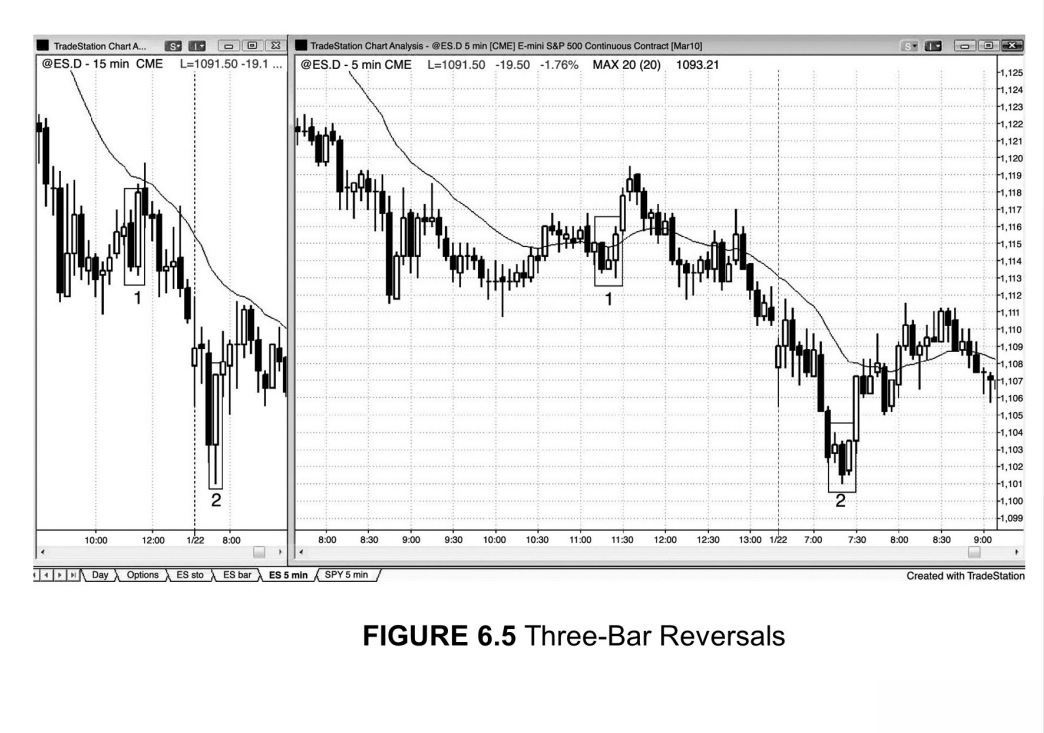 TradeStation Chart A...
S
I
@ES.D - 15 min CME L=1091.50 -19.1 ...
1
2
10:00 12:00 1/22 8:00
TradeStation Chart Analysis - @ES.D 5 min [CME] E-mini S&P 500 Continuous Contract [Mar10]
S
I
@ES.D - 5 min CME L=1091.50 -19.50 -1.76% MAX 20 (20) 1093.21
1,125
1,124
1,123
1,122
1,121
1,120
1,119
1,118
1,117
1,116
1,115
1,114
1,113
1,112
1,111
1,110
1,109
1,108
1,107
1,106
1,105
1,104
1,103
1,102
1,101
1,100
1,099
1
2
8:00 8:30 9:00 9:30 10:00 10:30 11:00 11:30 12:00 12:30 13:00 1/22 7:00 7:30 8:00 8:30 9:00
Day Options ES sto ES bar ES 5 min SPY 5 min
Created with TradeStation
FIGURE 6.5 Three-Bar Reversals